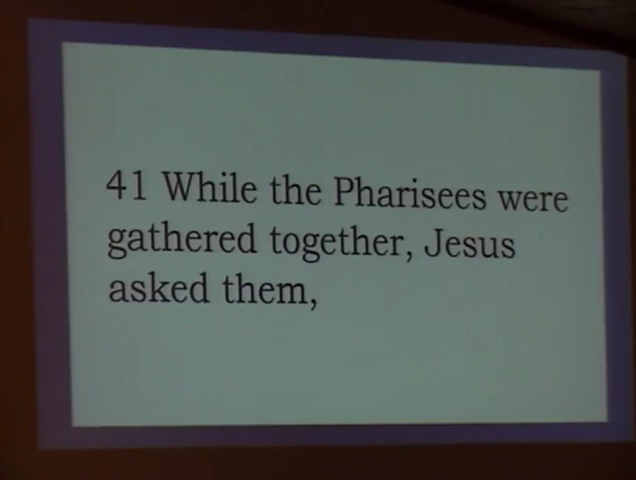 41 While the Pharisees were
gathered together, Jesus
asked them,